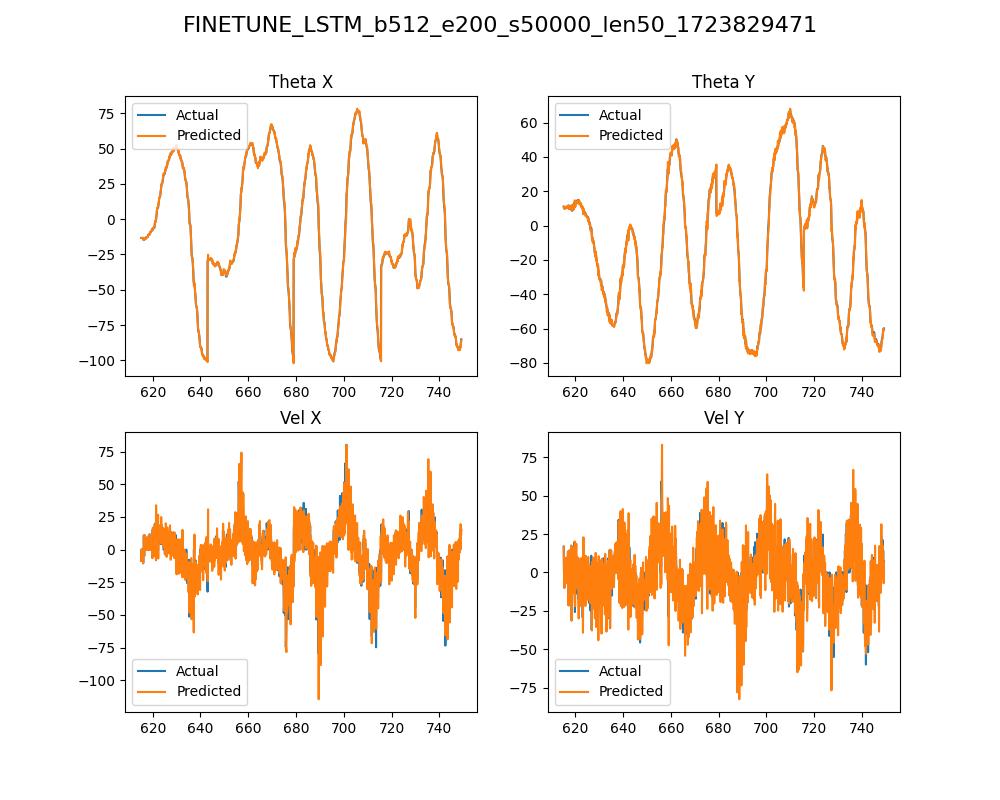 FINETUNE_LSTM_b512_e200_s50000_len50_1723829471
Theta X
Actual
Predicted
75
50
25
0
−25
−50
−75
−100
620 640 660 680 700 720 740
Theta Y
Actual
Predicted
60
40
20
0
−20
−40
−60
−80
620 640 660 680 700 720 740
Vel X
75
50
25
0
−25
−50
−75
−100
Actual
Predicted
620 640 660 680 700 720 740
Vel Y
75
50
25
0
−25
−50
−75
Actual
Predicted
620 640 660 680 700 720 740